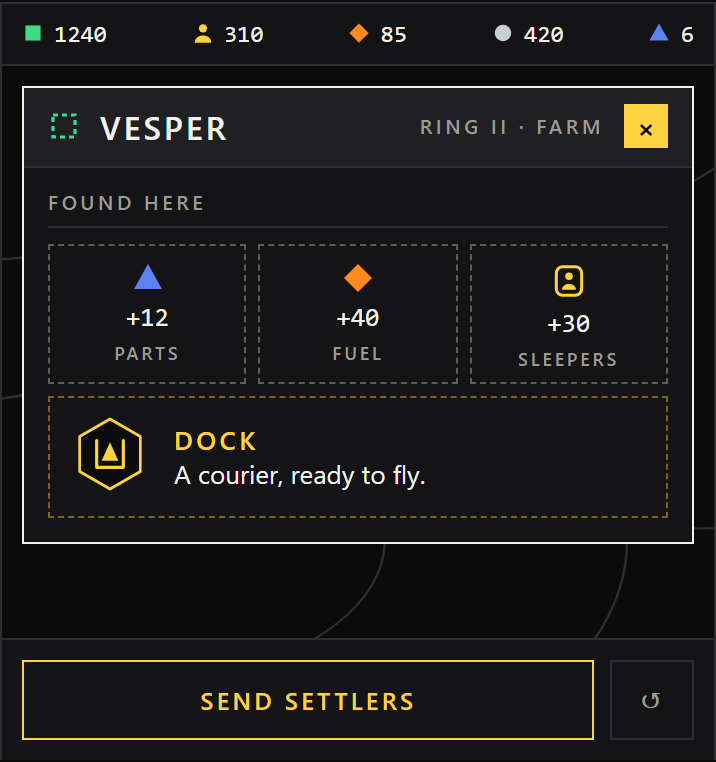 1240 310 85 420 6
VESPER RING II · FARM ×
FOUND HERE
+12 +40 +30
PARTS FUEL SLEEPERS
DOCK
A courier, ready to fly.
SEND SETTLERS ↺